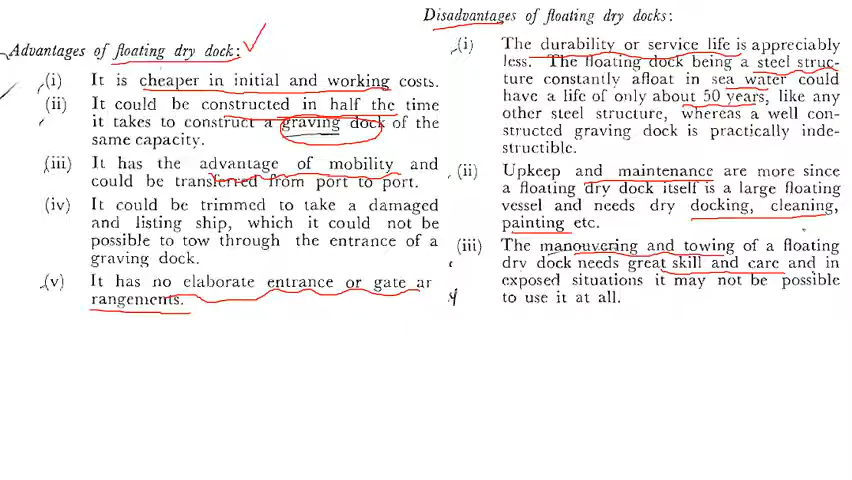 Advantages of floating dry dock:
(i) It is cheaper in initial and working costs.
(ii) It could be constructed in half the time
it takes to construct a graving dock of the
same capacity.
(iii) It has the advantage of mobility and
could be transferred from port to port.
(iv) It could be trimmed to take a damaged
and listing ship, which it could not be
possible to tow through the entrance of a
graving dock.
(v) It has no elaborate entrance or gate ar
rangements.
Disadvantages of floating dry docks:
(i) The durability or service life is appreciably
less. The floating dock being a steel struc-
ture constantly afloat in sea water could
have a life of only about 50 years, like any
other steel structure, whereas a well con-
structed graving dock is practically inde-
structible.
(ii) Upkeep and maintenance are more since
a floating dry dock itself is a large floating
vessel and needs dry docking, cleaning,
painting etc.
(iii) The manouvering and towing of a floating
dry dock needs great skill and care and in
exposed situations it may not be possible
to use it at all.